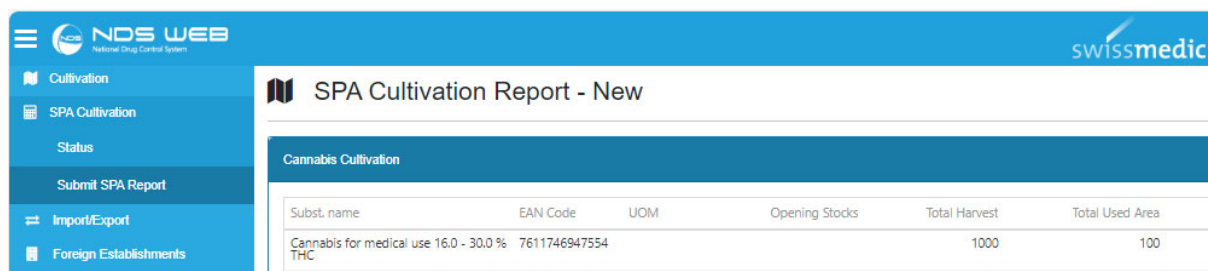 NDS WEB
National Drug Control System
swissmedic
Cultivation
SPA Cultivation
Status
Submit SPA Report
Import/Export
Foreign Establishments
SPA Cultivation Report - New
Cannabis Cultivation
Subst. name EAN Code UOM Opening Stocks Total Harvest Total Used Area
Cannabis for medical use 16.0 - 30.0 % 7611746947554 1000 100
THC